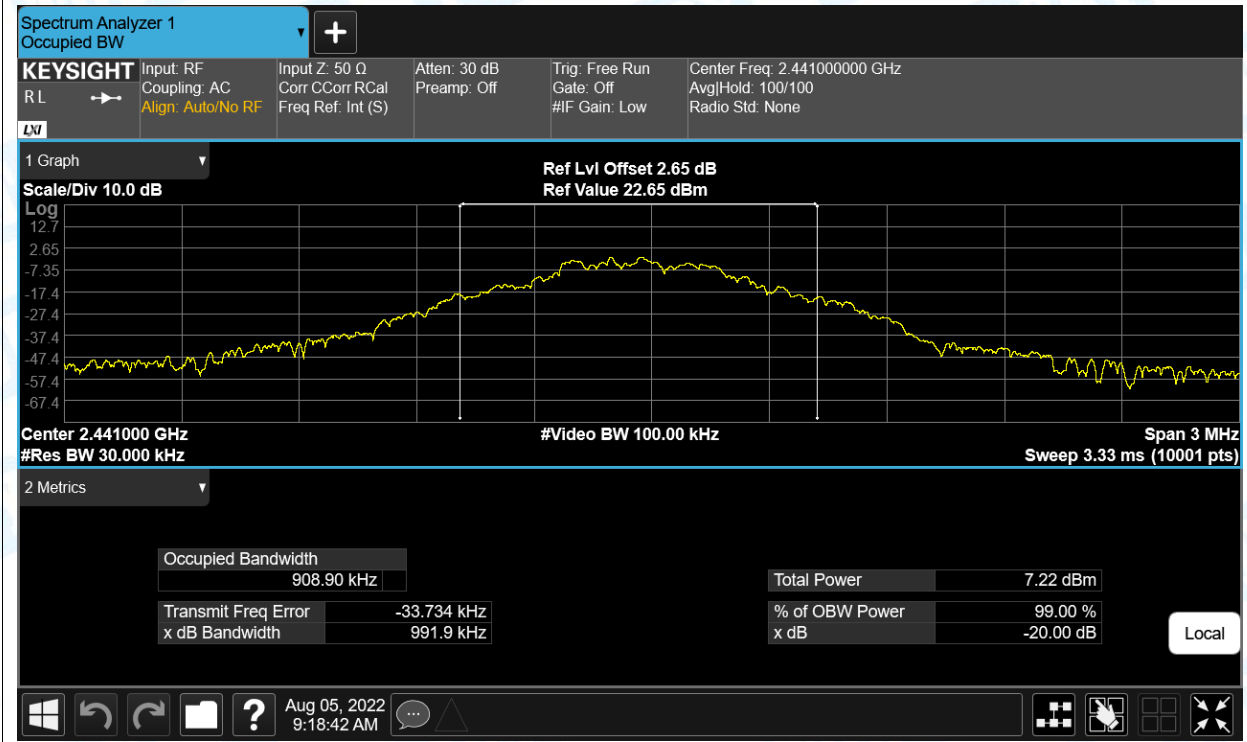 Spectrum Analyzer 1
Occupied BW
KEYSIGHT
R L
LXI
Input: RF
Coupling: AC
Align: Auto/No RF
Input Z: 50 Ω
Corr CCorr RCal
Freq Ref: Int (S)
Atten: 30 dB
Preamp: Off
Trig: Free Run
Gate: Off
#IF Gain: Low
Center Freq: 2.441000000 GHz
Avg|Hold: 100/100
Radio Std: None
1 Graph
Scale/Div 10.0 dB
Ref Lvl Offset 2.65 dB
Ref Value 22.65 dBm
Log
12.7
2.65
-7.35
-17.4
-27.4
-37.4
-47.4
-57.4
-67.4
Center 2.441000 GHz
#Video BW 100.00 kHz
Span 3 MHz
#Res BW 30.000 kHz
Sweep 3.33 ms (10001 pts)
2 Metrics
Occupied Bandwidth
908.90 kHz
Total Power 7.22 dBm
Transmit Freq Error -33.734 kHz
% of OBW Power 99.00 %
x dB Bandwidth 991.9 kHz
x dB -20.00 dB
Local
?
Aug 05, 2022
9:18:42 AM